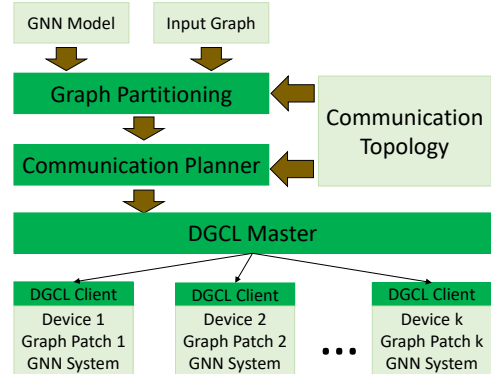 GNN Model
Input Graph
Graph Partitioning
Communication
Topology
Communication Planner
DGCL Master
DGCL Client
Device 1
Graph Patch 1
GNN System
DGCL Client
Device 2
Graph Patch 2
GNN System
...
DGCL Client
Device k
Graph Patch k
GNN System